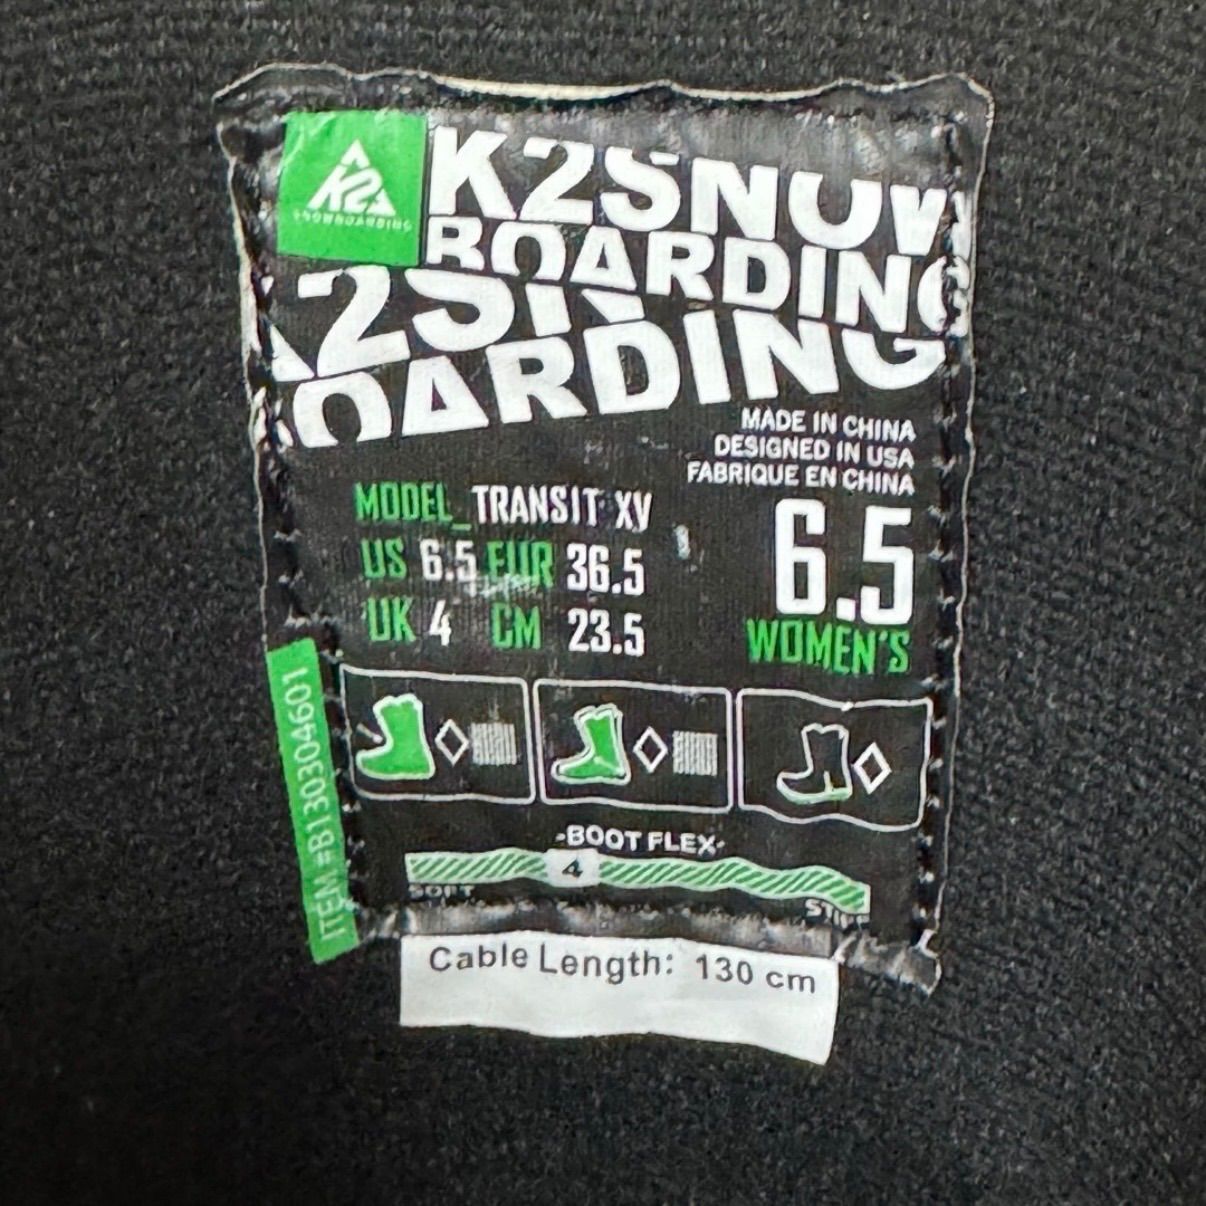 K2
SNOWBOARDING
K2SNOW
BOARDING
K2SN
OARDING
MADE IN CHINA
DESIGNED IN USA
FABRIQUE EN CHINA
MODEL_TRANSIT XV
US 6.5 EUR 36.5
UK 4 CM 23.5
6.5
WOMEN'S
ITEM#B130304601
-BOOT FLEX-
4
SOFT
STIFF
Cable Length: 130 cm